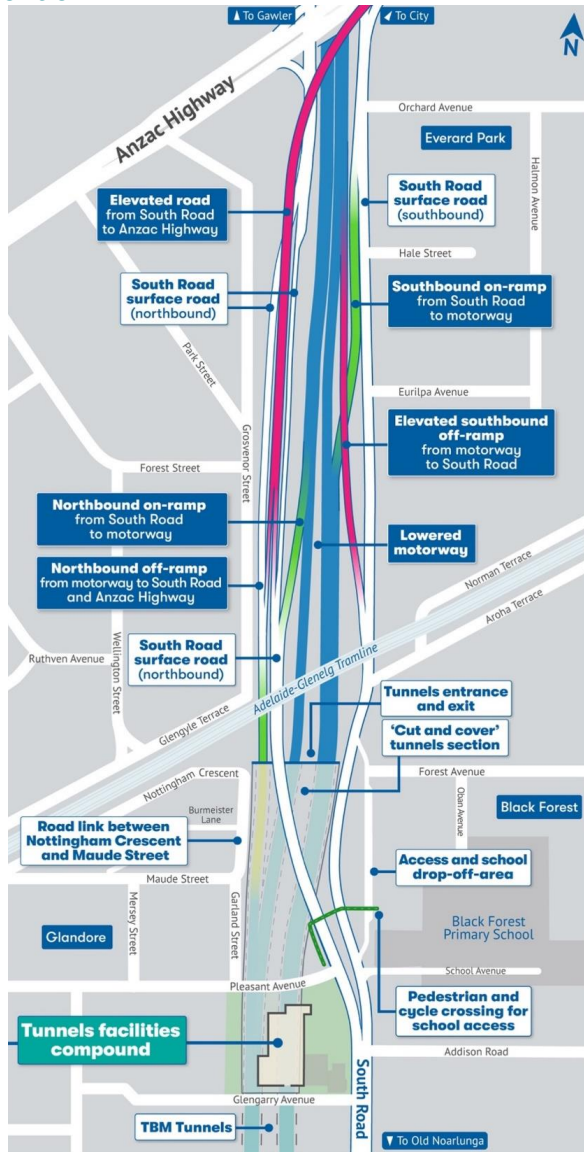 To Gawler
To City
N
Anzac Highway
Orchard Avenue
Everard Park
Halmon Avenue
Elevated road
from South Road
to Anzac Highway
South Road
surface road
(southbound)
Hale Street
South Road
surface road
(northbound)
Southbound on-ramp
from South Road
to motorway
Park Street
Eurilpa Avenue
Grosvenor Street
Elevated southbound
off-ramp
from motorway
to South Road
Forest Street
Northbound on-ramp
from South Road
to motorway
Lowered
motorway
Northbound off-ramp
from motorway to South Road
and Anzac Highway
Norman Terrace
Aroha Terrace
Wellington Street
Ruthven Avenue
South Road
surface road
(northbound)
Adelaide-Glenelg Tramline
Glengyle Terrace
Tunnels entrance
and exit
'Cut and cover'
tunnels section
Nottingham Crescent
Forest Avenue
Oban Avenue
Black Forest
Burmeister
Lane
Road link between
Nottingham Crescent
and Maude Street
Access and school
drop-off-area
Maude Street
Mersey Street
Garland Street
Glandore
Black Forest
Primary School
School Avenue
Pleasant Avenue
Pedestrian and
cycle crossing for
school access
Tunnels facilities
compound
Addison Road
South Road
Glengarry Avenue
TBM Tunnels
To Old Noarlunga